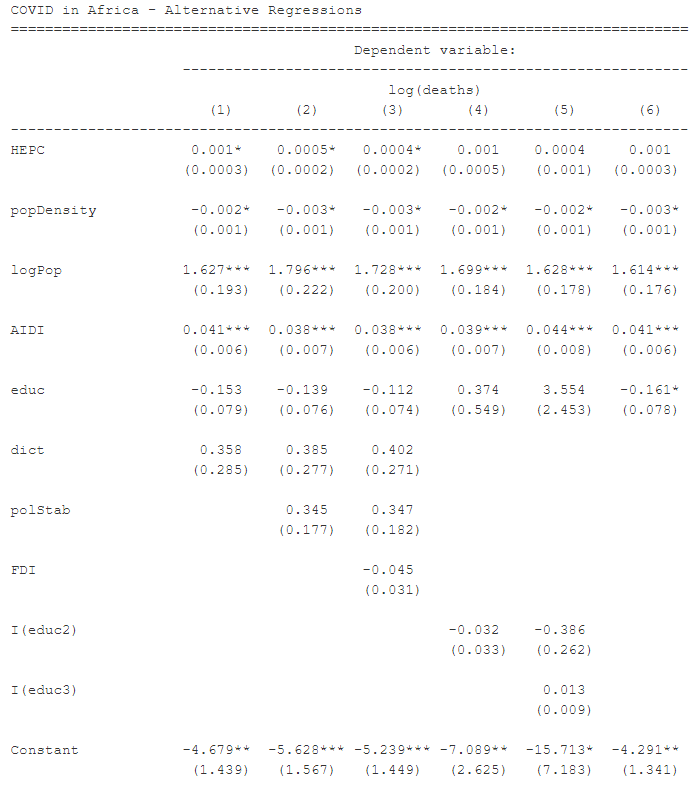 COVID in Africa - Alternative Regressions
================================================================================
Dependent variable:
---------------------------------------------------------------
log(deaths)
(1) (2) (3) (4) (5) (6)
--------------------------------------------------------------------------------
HEPC 0.001* 0.0005* 0.0004* 0.001 0.0004 0.001
(0.0003) (0.0002) (0.0002) (0.0005) (0.001) (0.0003)
popDensity -0.002* -0.003* -0.003* -0.002* -0.002* -0.003*
(0.001) (0.001) (0.001) (0.001) (0.001) (0.001)
logPop 1.627*** 1.796*** 1.728*** 1.699*** 1.628*** 1.614***
(0.193) (0.222) (0.200) (0.184) (0.178) (0.176)
AIDI 0.041*** 0.038*** 0.038*** 0.039*** 0.044*** 0.041***
(0.006) (0.007) (0.006) (0.007) (0.008) (0.006)
educ -0.153 -0.139 -0.112 0.374 3.554 -0.161*
(0.079) (0.076) (0.074) (0.549) (2.453) (0.078)
dict 0.358 0.385 0.402
(0.285) (0.277) (0.271)
polStab 0.345 0.347
(0.177) (0.182)
FDI -0.045
(0.031)
I(educ2) -0.032 -0.386
(0.033) (0.262)
I(educ3) 0.013
(0.009)
Constant -4.679** -5.628*** -5.239*** -7.089** -15.713* -4.291**
(1.439) (1.567) (1.449) (2.625) (7.183) (1.341)